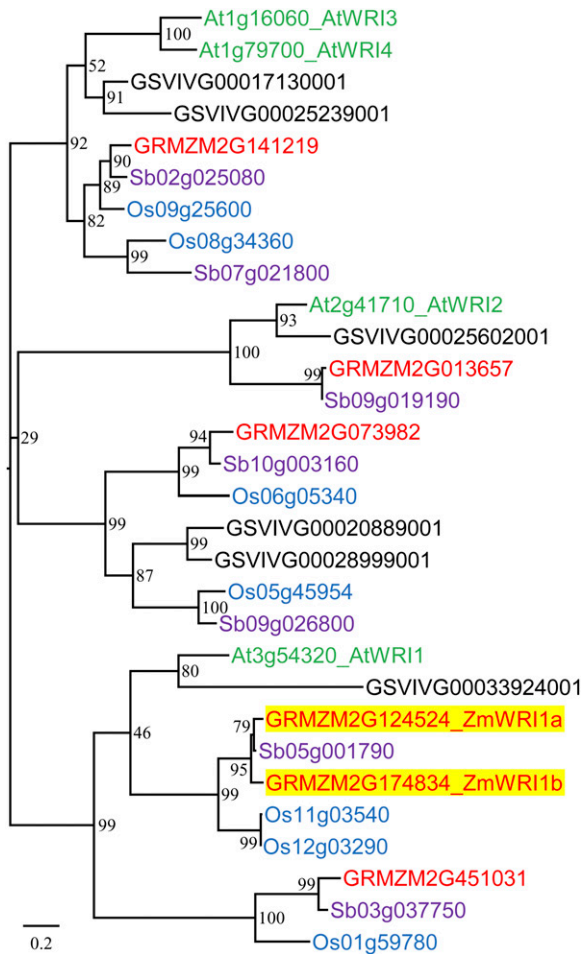 At1g16060_AtWRI3
100
At1g79700_AtWRI4
52
GSVIVG00017130001
91
GSVIVG00025239001
92
GRMZM2G141219
90
Sb02g025080
89
Os09g25600
82
Os08g34360
99
Sb07g021800
At2g41710_AtWRI2
93
GSVIVG00025602001
100
GRMZM2G013657
99
Sb09g019190
29
GRMZM2G073982
94
Sb10g003160
99
Os06g05340
99
GSVIVG00020889001
99
GSVIVG00028999001
87
Os05g45954
100
Sb09g026800
At3g54320_AtWRI1
80
GSVIVG00033924001
46
GRMZM2G124524_ZmWRI1a
79
Sb05g001790
95
GRMZM2G174834_ZmWRI1b
99
Os11g03540
99
Os12g03290
99
GRMZM2G451031
99
Sb03g037750
100
Os01g59780
0.2